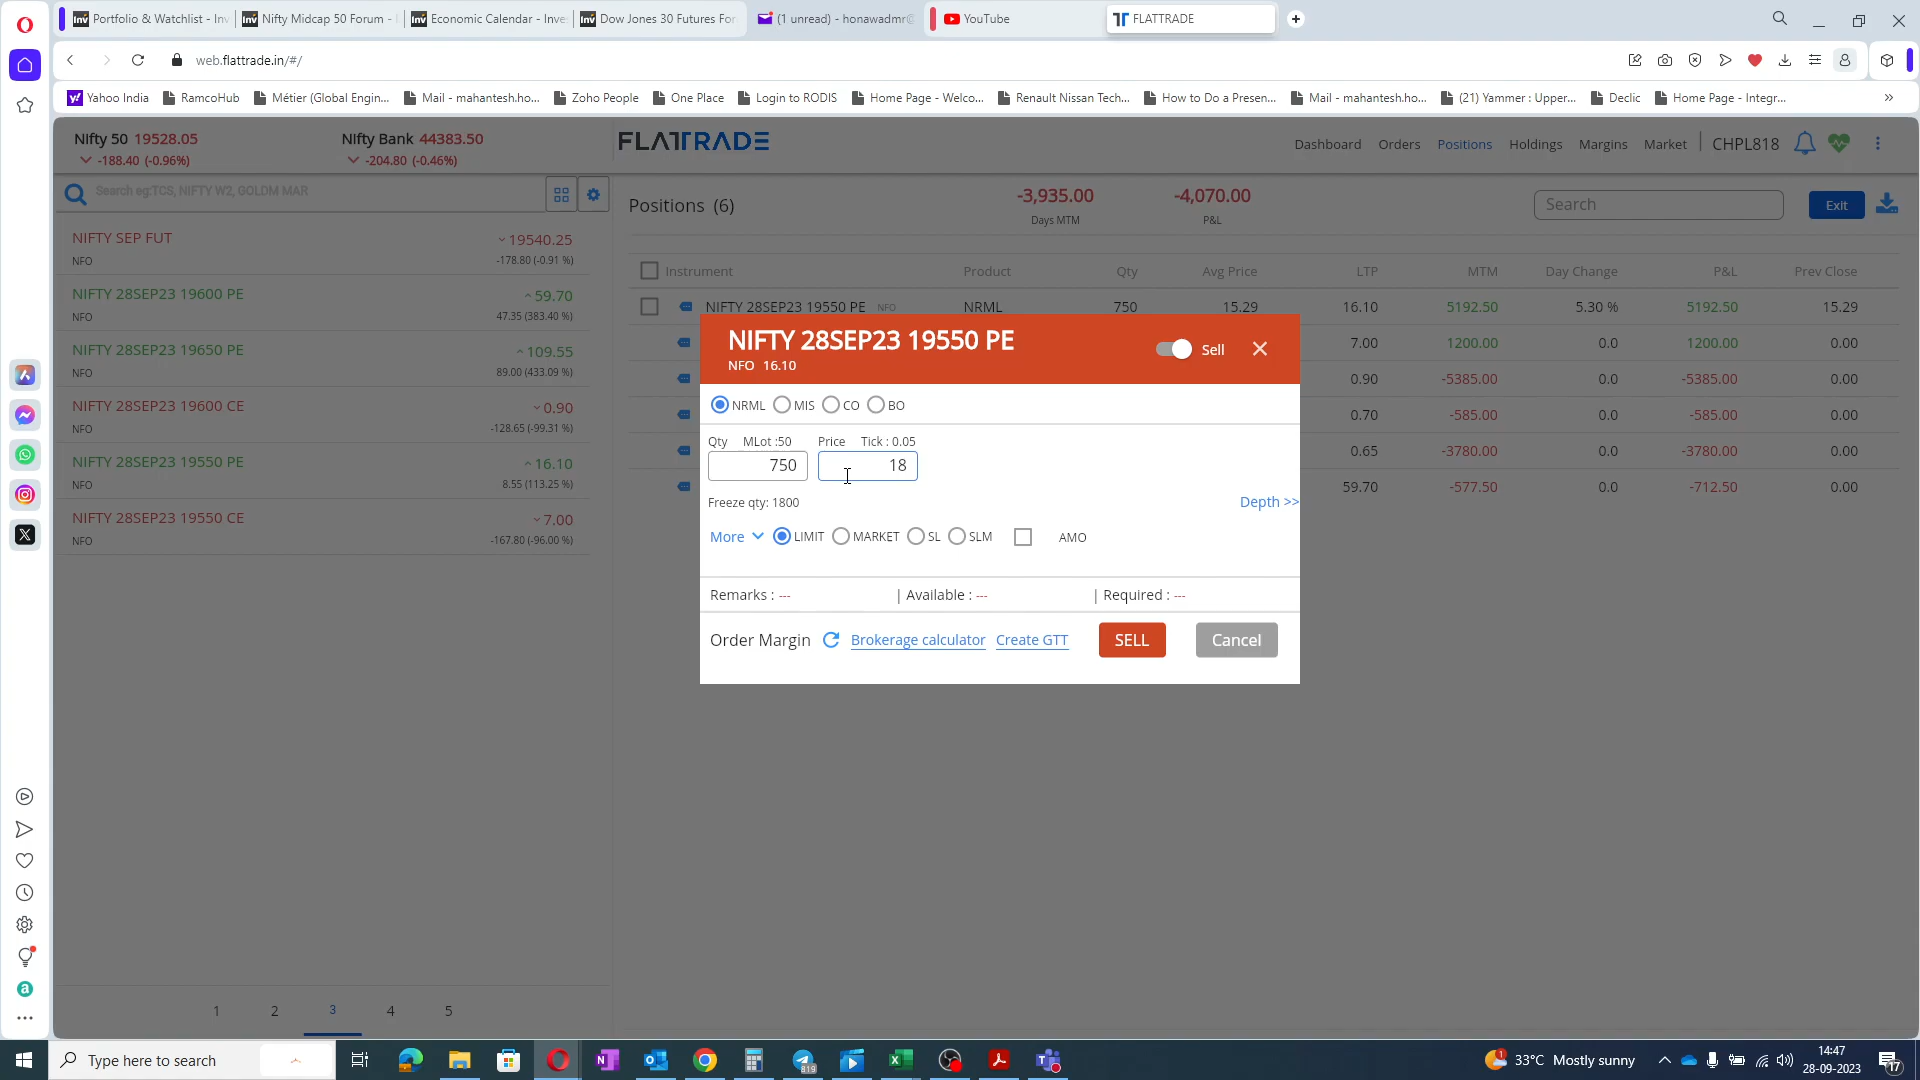 Portfolio & Watchlist - Inv
Nifty Midcap 50 Forum -
Economic Calendar - Inve
Dow Jones 30 Futures For
(1 unread) - honawadmr@
YouTube
FLATTRADE
web.flattrade.in/#/
Yahoo India
RamcoHub
Métier (Global Engin...
Mail - mahantesh.ho...
Zoho People
One Place
Login to RODIS
Home Page - Welco...
Renault Nissan Tech...
How to Do a Presen...
Mail - mahantesh.ho...
(21) Yammer : Upper...
Declic
Home Page - Integr...
Nifty 50 19528.05
-188.40 (-0.96%)
Nifty Bank 44383.50
-204.80 (-0.46%)
FLATTRADE
Dashboard Orders Positions Holdings Margins Market CHPL818
Search eg:TCS, NIFTY W2, GOLDM MAR
NIFTY SEP FUT 19540.25
NFO -178.80 (-0.91 %)
NIFTY 28SEP23 19600 PE 59.70
NFO 47.35 (383.40 %)
NIFTY 28SEP23 19650 PE 109.55
NFO 89.00 (433.09 %)
NIFTY 28SEP23 19600 CE 0.90
NFO -128.65 (-99.31 %)
NIFTY 28SEP23 19550 PE 16.10
NFO 8.55 (113.25 %)
NIFTY 28SEP23 19550 CE 7.00
NFO -167.80 (-96.00 %)
1 2 3 4 5
Positions (6)
-3,935.00
Days MTM
-4,070.00
P&L
Search
Exit
Instrument Product Qty Avg Price LTP MTM Day Change P&L Prev Close
NIFTY 28SEP23 19550 PE NFO NRML 750 15.29 16.10 5192.50 5.30 % 5192.50 15.29
7.00 1200.00 0.0 1200.00 0.00
0.90 -5385.00 0.0 -5385.00 0.00
0.70 -585.00 0.0 -585.00 0.00
0.65 -3780.00 0.0 -3780.00 0.00
59.70 -577.50 0.0 -712.50 0.00
NIFTY 28SEP23 19550 PE
NFO 16.10
Sell
NRML MIS CO BO
Qty MLot :50 Price Tick : 0.05
750 18
Freeze qty: 1800
Depth >>
More LIMIT MARKET SL SLM AMO
Remarks : --- | Available : --- | Required : ---
Order Margin Brokerage calculator Create GTT SELL Cancel
Type here to search
819
1
33°C Mostly sunny
14:47
28-09-2023
17